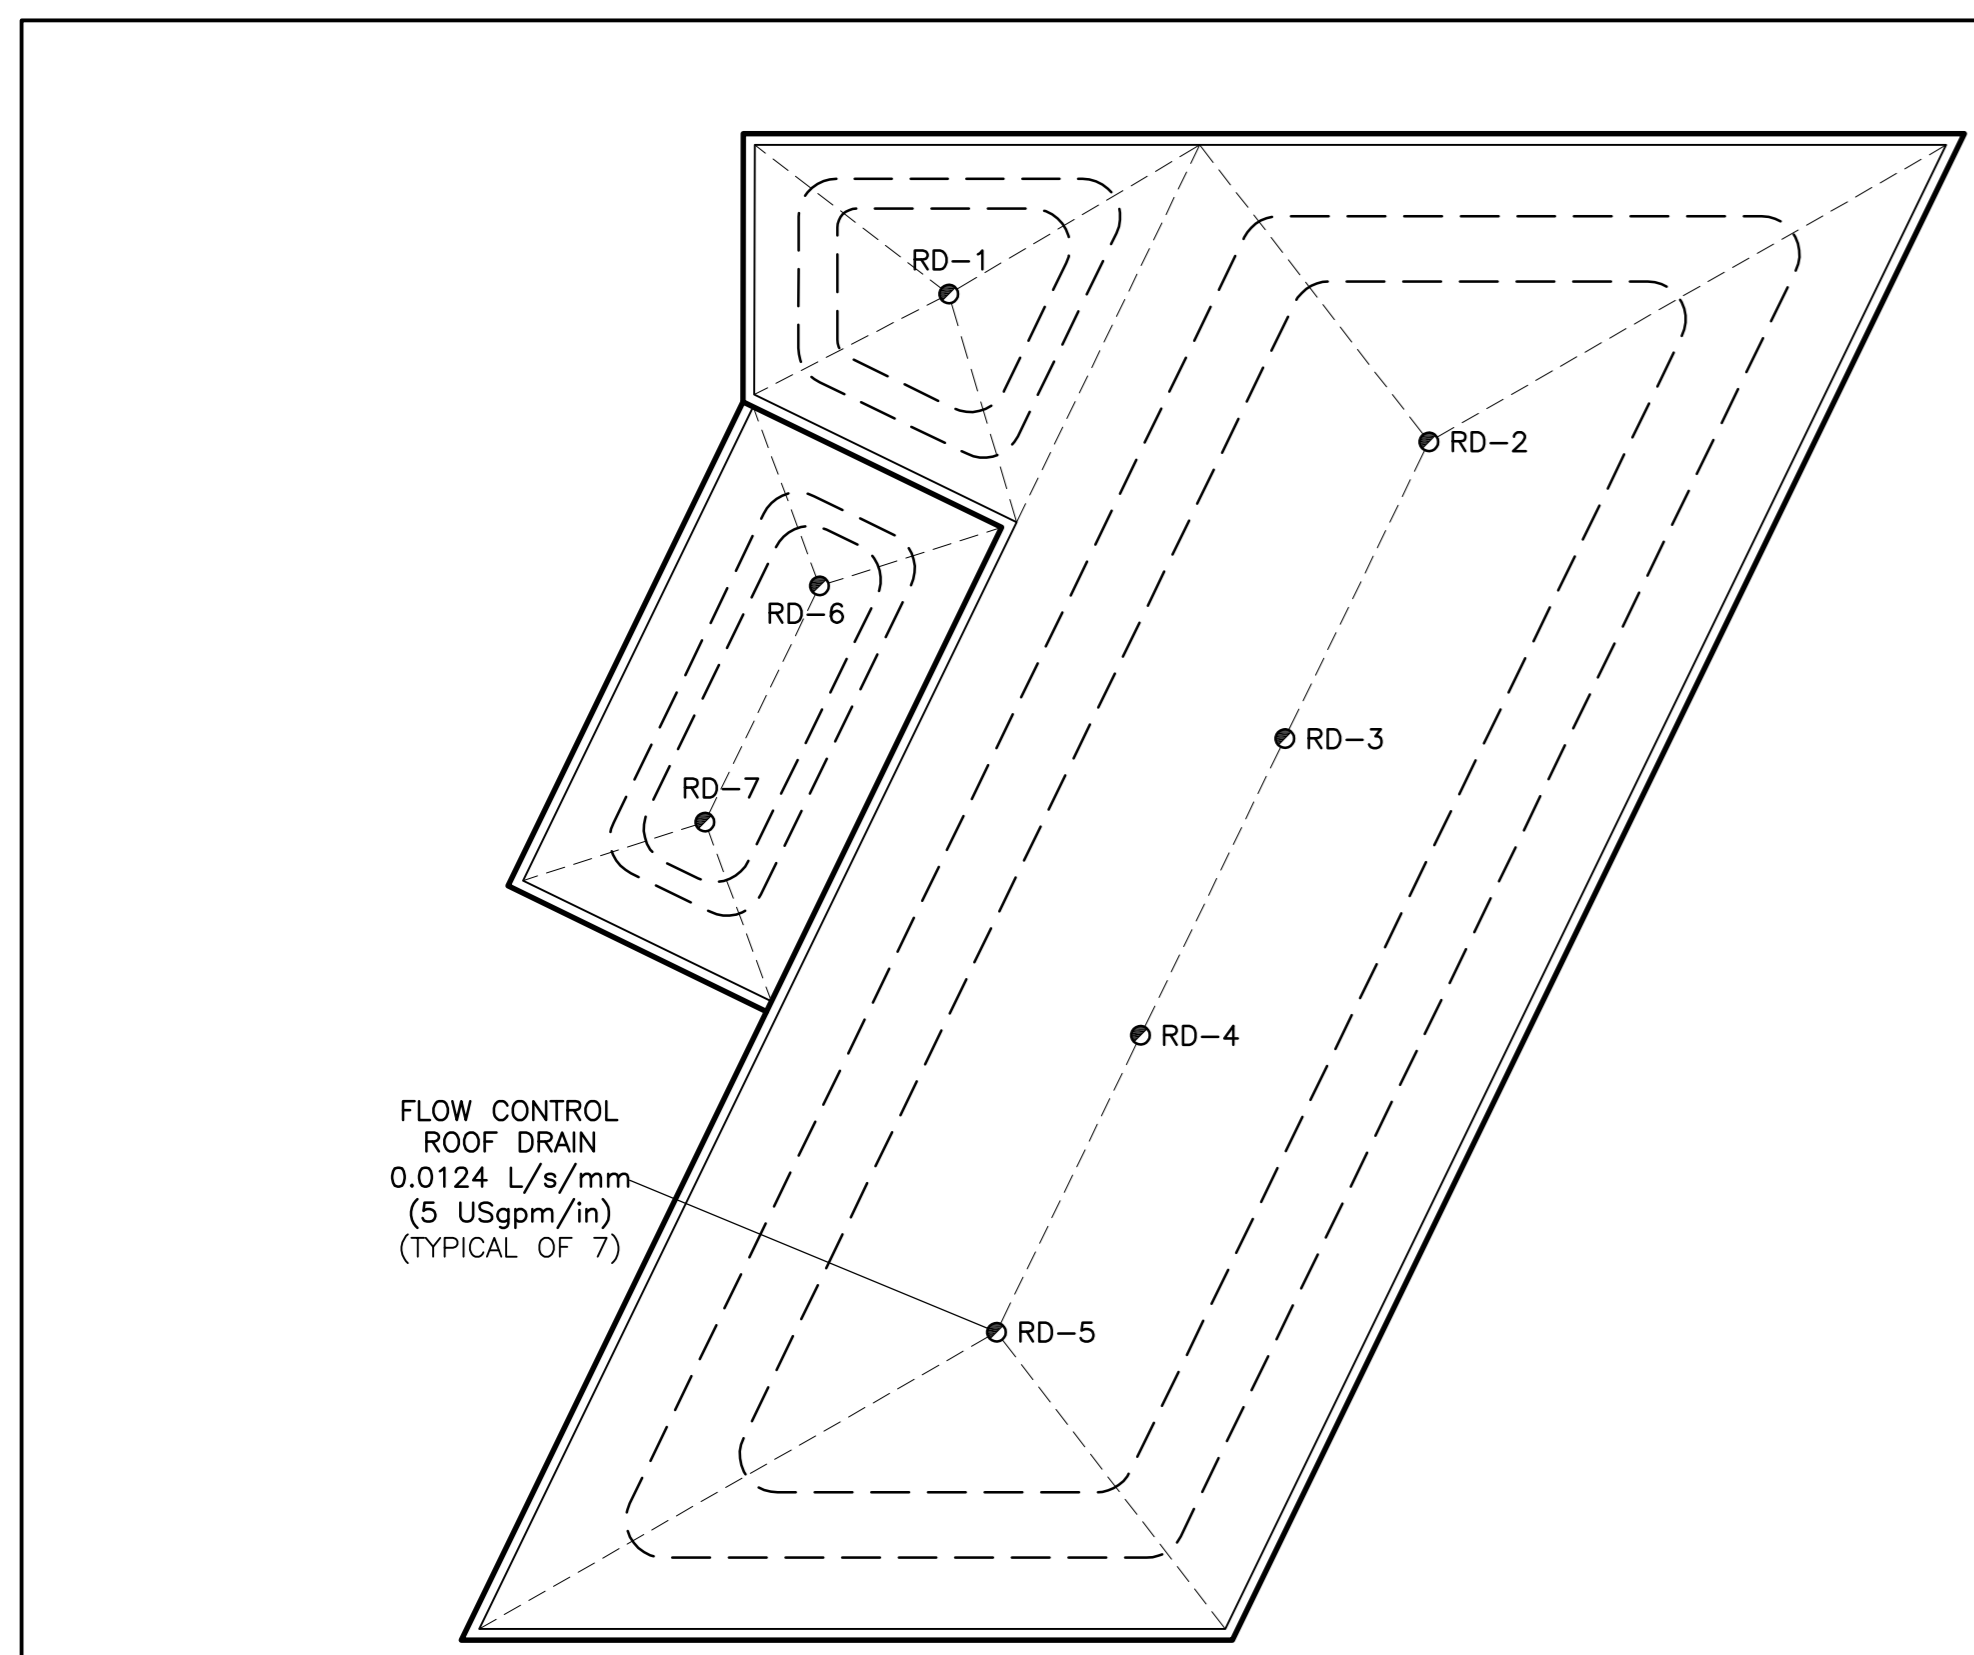 RD-1
RD-2
RD-6
RD-3
RD-7
RD-4
FLOW CONTROL
ROOF DRAIN
0.0124 L/s/mm
(5 USgpm/in)
(TYPICAL OF 7)
RD-5